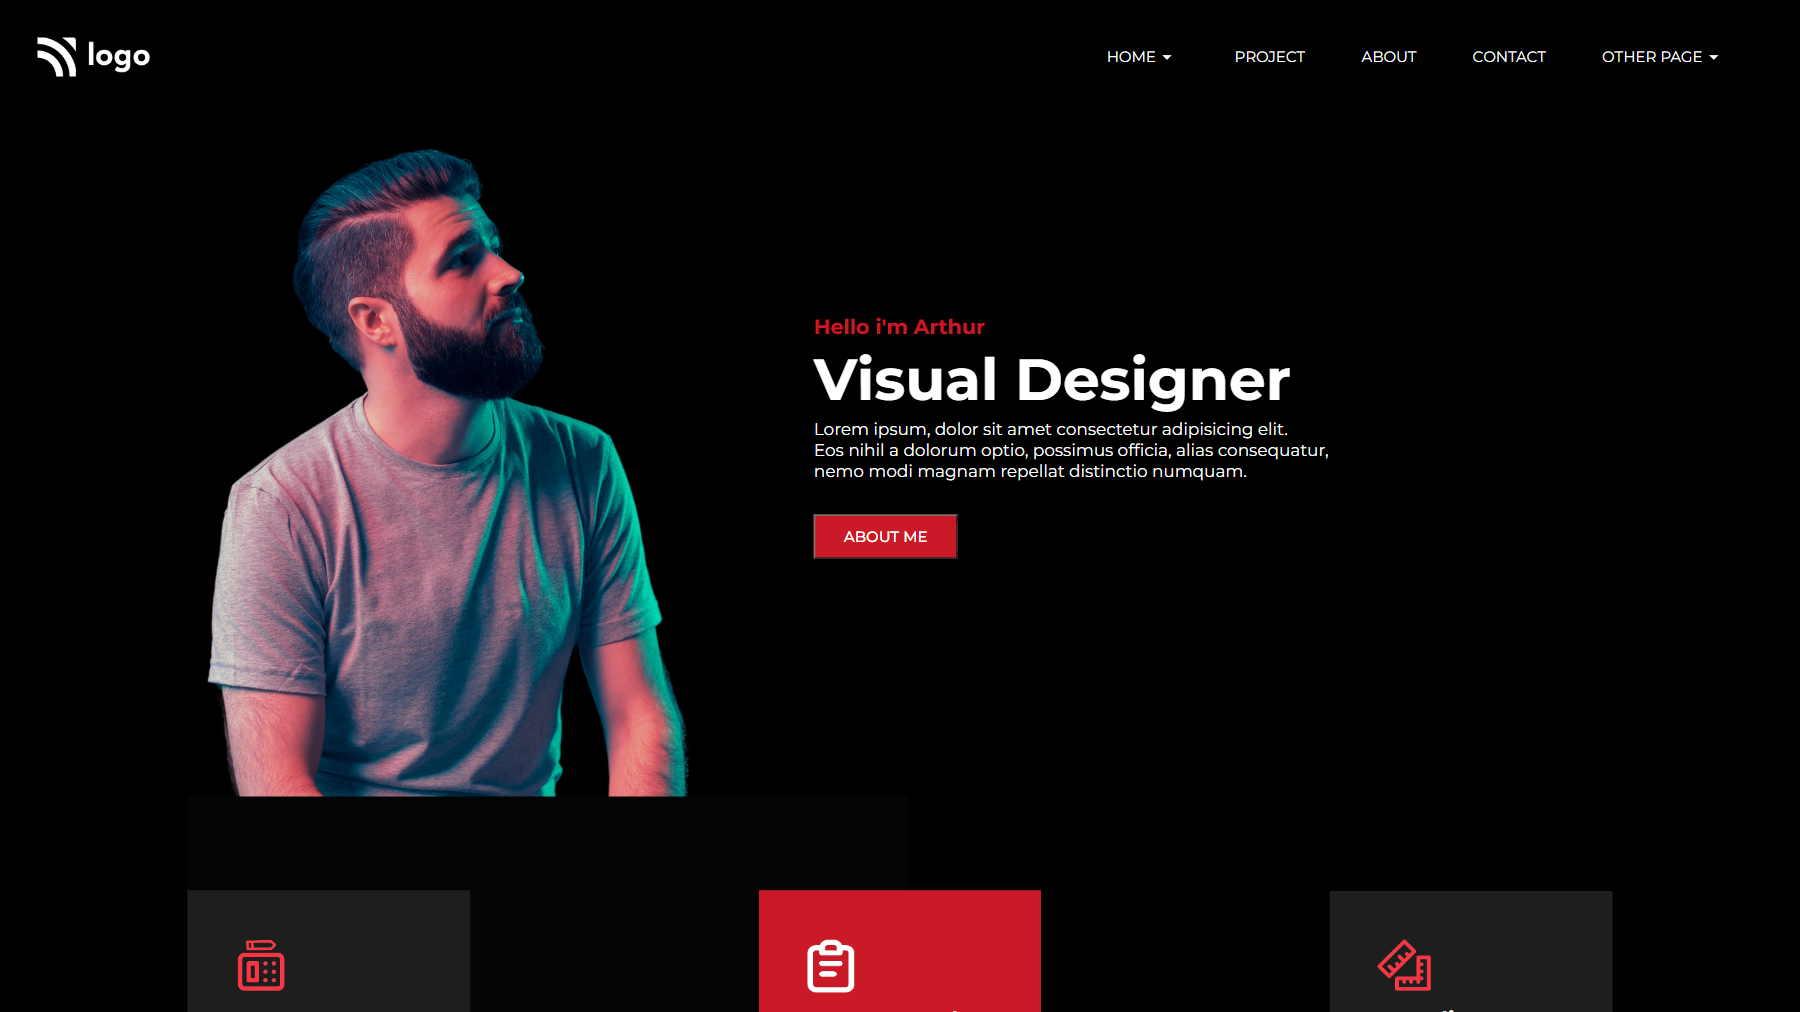 logo
HOME
PROJECT
ABOUT
CONTACT
OTHER PAGE
Hello i'm Arthur
Visual Designer
Lorem ipsum, dolor sit amet consectetur adipisicing elit.
Eos nihil a dolorum optio, possimus officia, alias consequatur,
nemo modi magnam repellat distinctio numquam.
ABOUT ME